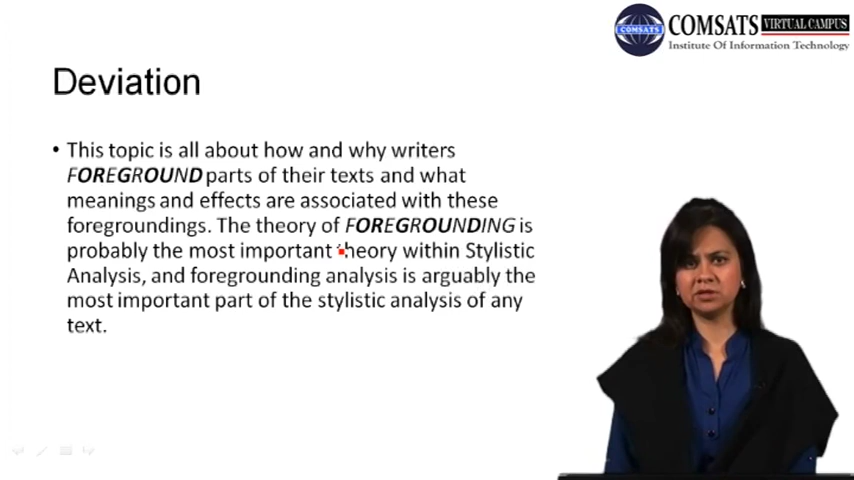 COMSATS
COMSATS VIRTUAL CAMPUS
Institute Of Information Technology
Deviation
• This topic is all about how and why writers
FOREGROUND parts of their texts and what
meanings and effects are associated with these
foregroundings. The theory of FOREGROUNDING is
probably the most important theory within Stylistic
Analysis, and foregrounding analysis is arguably the
most important part of the stylistic analysis of any
text.